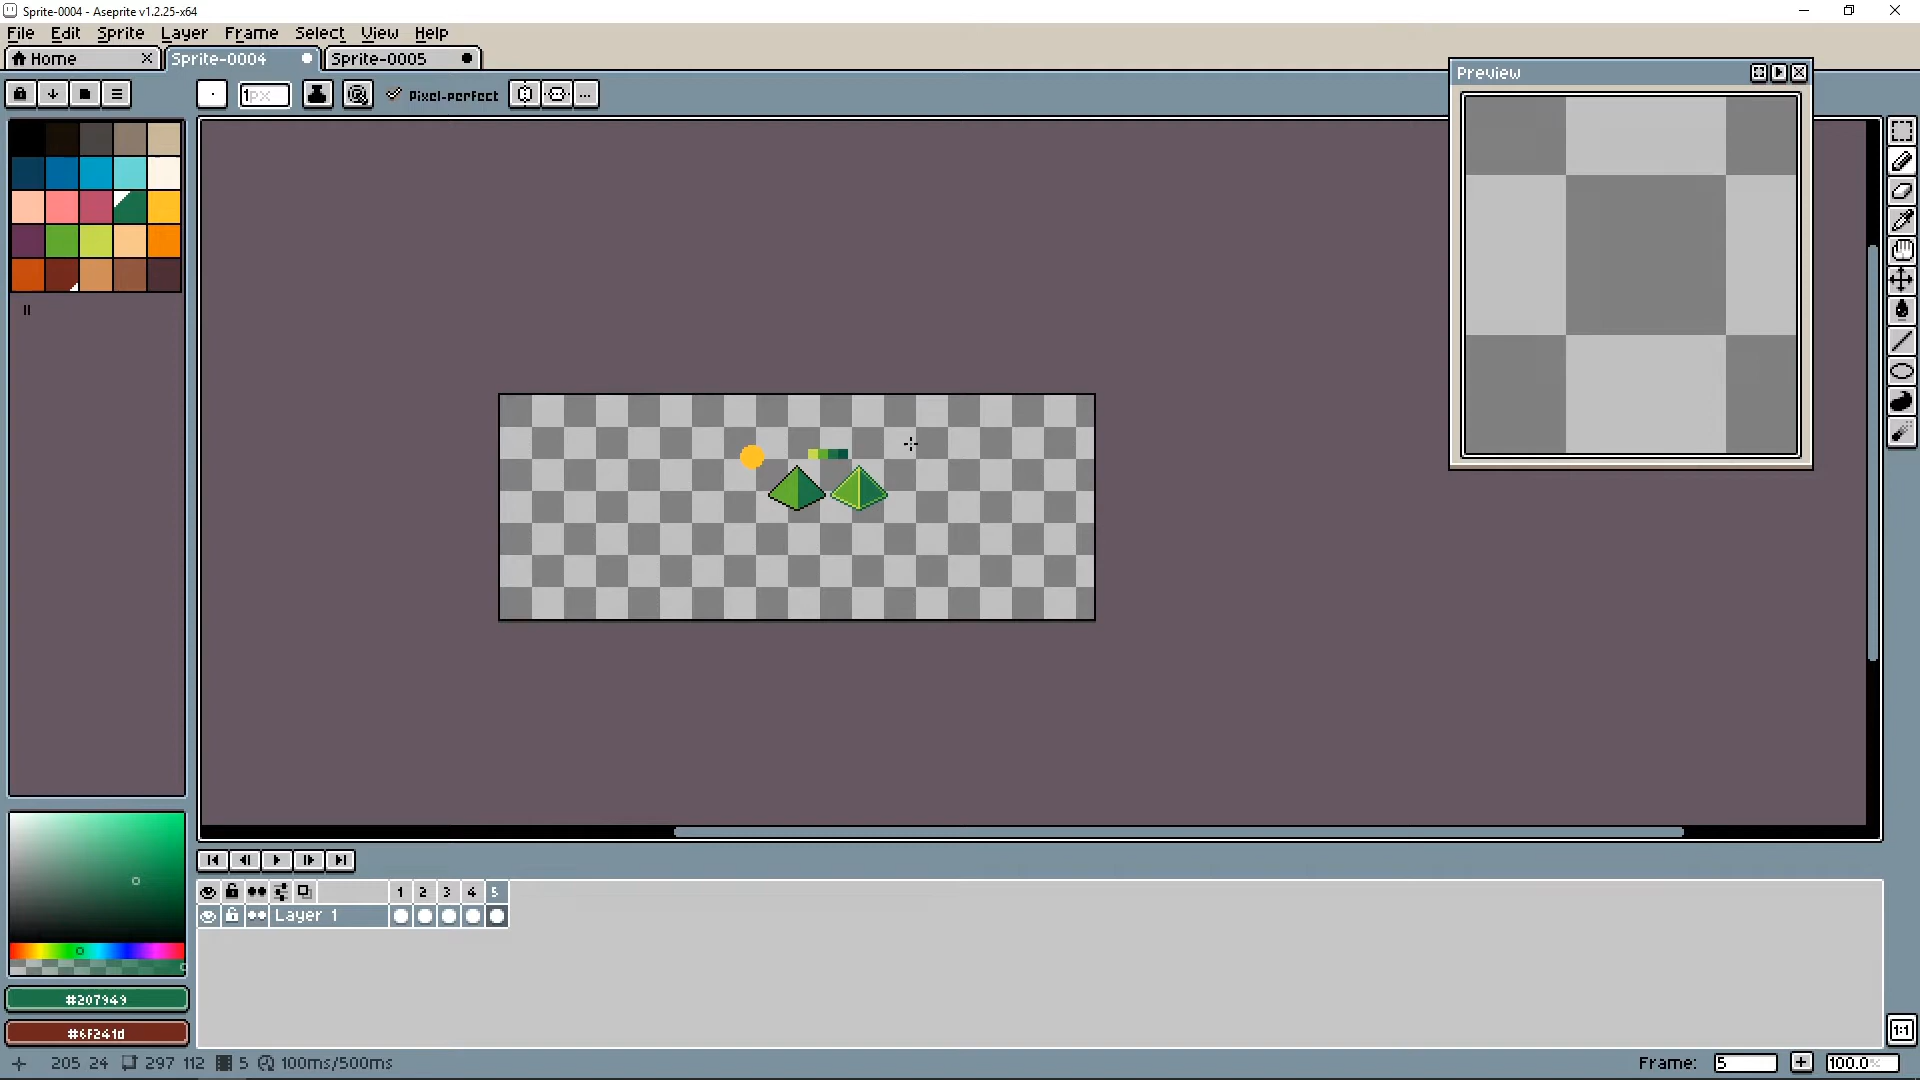 Sprite-0004 - Aseprite v1.2.25-x64
File Edit Sprite Layer Frame Select View Help
Home Sprite-0004 Sprite-0005
1px Pixel-perfect
Preview
1 2 3 4 5
Layer 1
#207949
#6F241d
1:1
205 24 297 112 5 100ms/500ms
Frame: 5 + 100.0%